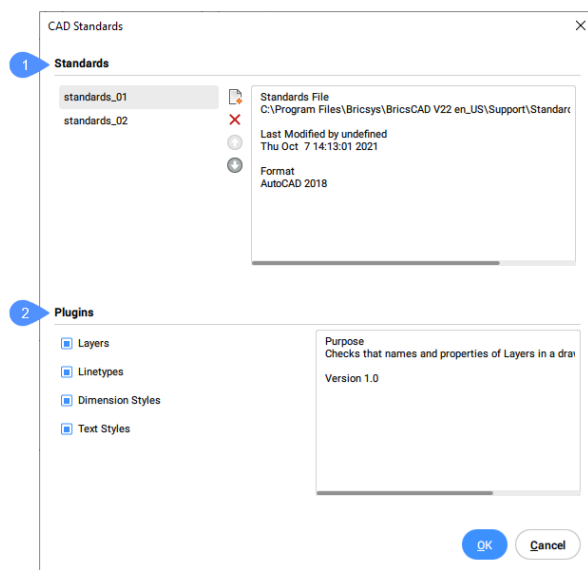 CAD Standards
1
Standards
standards_01
standards_02
Standards File
C:\Program Files\Bricsys\BricsCAD V22 en_US\Support\Standard
Last Modified by undefined
Thu Oct 7 14:13:01 2021
Format
AutoCAD 2018
2
Plugins
Layers
Linetypes
Dimension Styles
Text Styles
Purpose
Checks that names and properties of Layers in a
Version 1.0
OK
Cancel